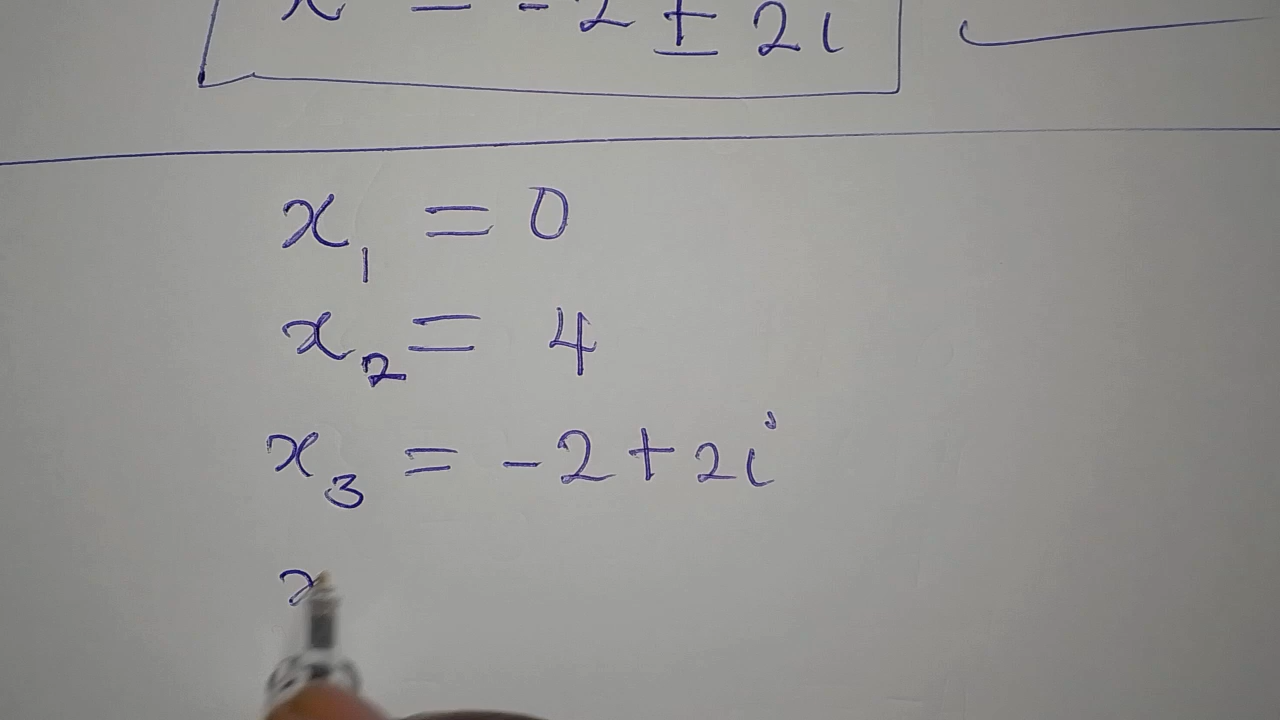 x = -2 ± 2i
x₁ = 0
x₂ = 4
x₃ = -2 + 2i
x